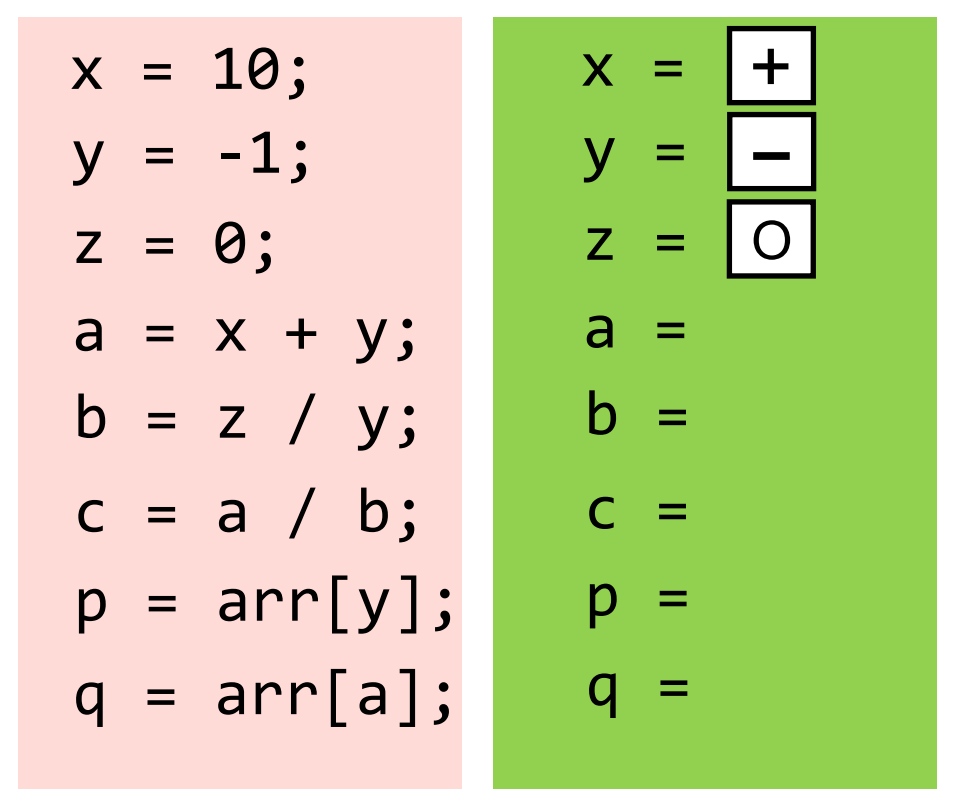 x = 10;
y = -1;
z = 0;
a = x + y;
b = z / y;
c = a / b;
p = arr[y];
q = arr[a];
x = +
y = −
z = O
a =
b =
c =
p =
q =